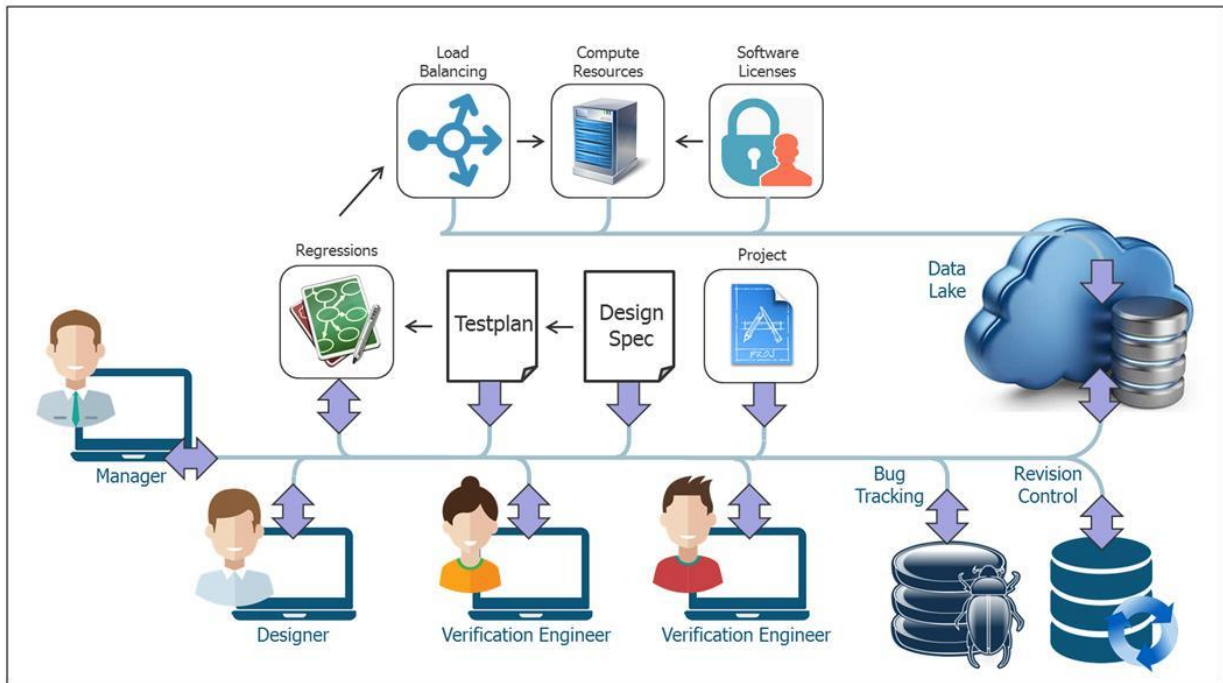 Load
Balancing
Compute
Resources
Software
Licenses
Regressions
Testplan
Design
Spec
Project
PROJ
Data
Lake
Manager
Bug
Tracking
Revision
Control
Designer
Verification Engineer
Verification Engineer